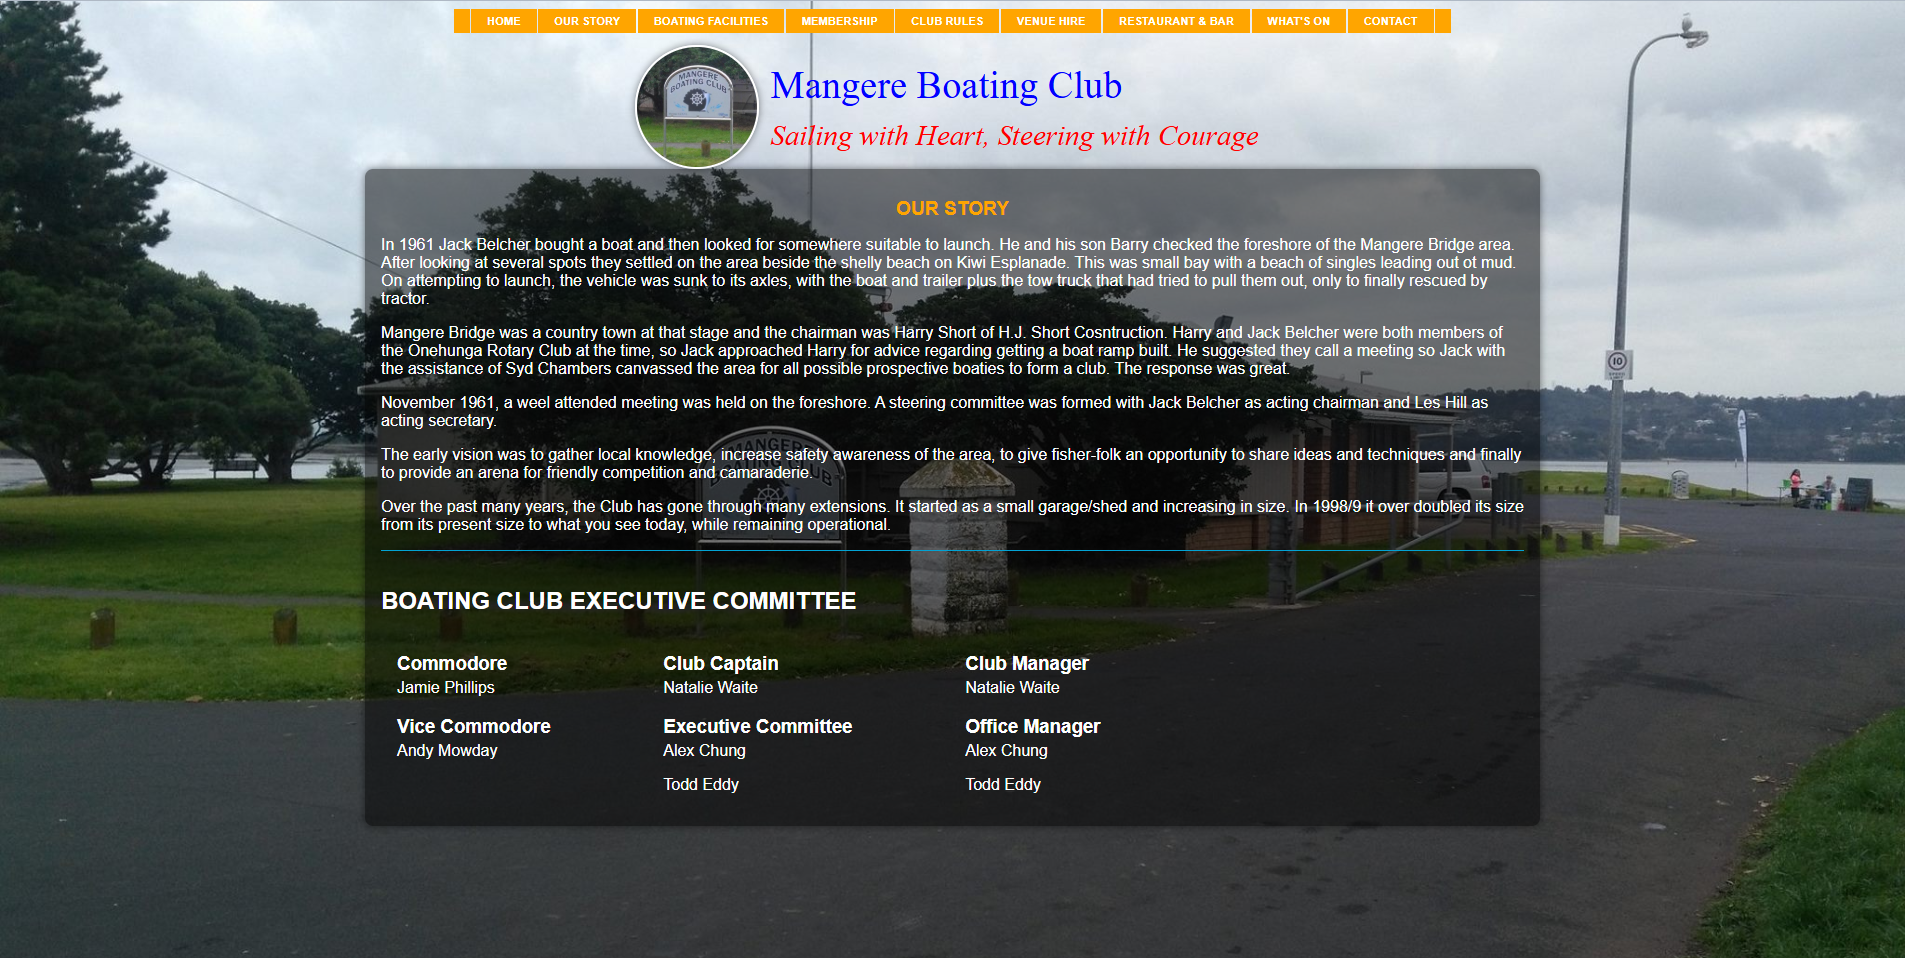 HOME OUR STORY BOATING FACILITIES MEMBERSHIP CLUB RULES VENUE HIRE RESTAURANT & BAR WHAT'S ON CONTACT
MANGERE
BOATING CLUB
Mangere Boating Club
Sailing with Heart, Steering with Courage
OUR STORY
In 1961 Jack Belcher bought a boat and then looked for somewhere suitable to launch. He and his son Barry checked the foreshore of the Mangere Bridge area.
After looking at several spots they settled on the area beside the shelly beach on Kiwi Esplanade. This was small bay with a beach of singles leading out ot mud.
On attempting to launch, the vehicle was sunk to its axles, with the boat and trailer plus the tow truck that had tried to pull them out, only to finally rescued by
tractor.
Mangere Bridge was a country town at that stage and the chairman was Harry Short of H.J. Short Cosntruction. Harry and Jack Belcher were both members of
the Onehunga Rotary Club at the time, so Jack approached Harry for advice regarding getting a boat ramp built. He suggested they call a meeting so Jack with
the assistance of Syd Chambers canvassed the area for all possible prospective boaties to form a club. The response was great.
November 1961, a weel attended meeting was held on the foreshore. A steering committee was formed with Jack Belcher as acting chairman and Les Hill as
acting secretary.
The early vision was to gather local knowledge, increase safety awareness of the area, to give fisher-folk an opportunity to share ideas and techniques and finally
to provide an arena for friendly competition and camaraderie.
Over the past many years, the Club has gone through many extensions. It started as a small garage/shed and increasing in size. In 1998/9 it over doubled its size
from its present size to what you see today, while remaining operational.
MANGERE
BOATING CLUB
10
BOATING CLUB EXECUTIVE COMMITTEE
Commodore Club Captain Club Manager
Jamie Phillips Natalie Waite Natalie Waite
Vice Commodore Executive Committee Office Manager
Andy Mowday Alex Chung Alex Chung
Todd Eddy Todd Eddy